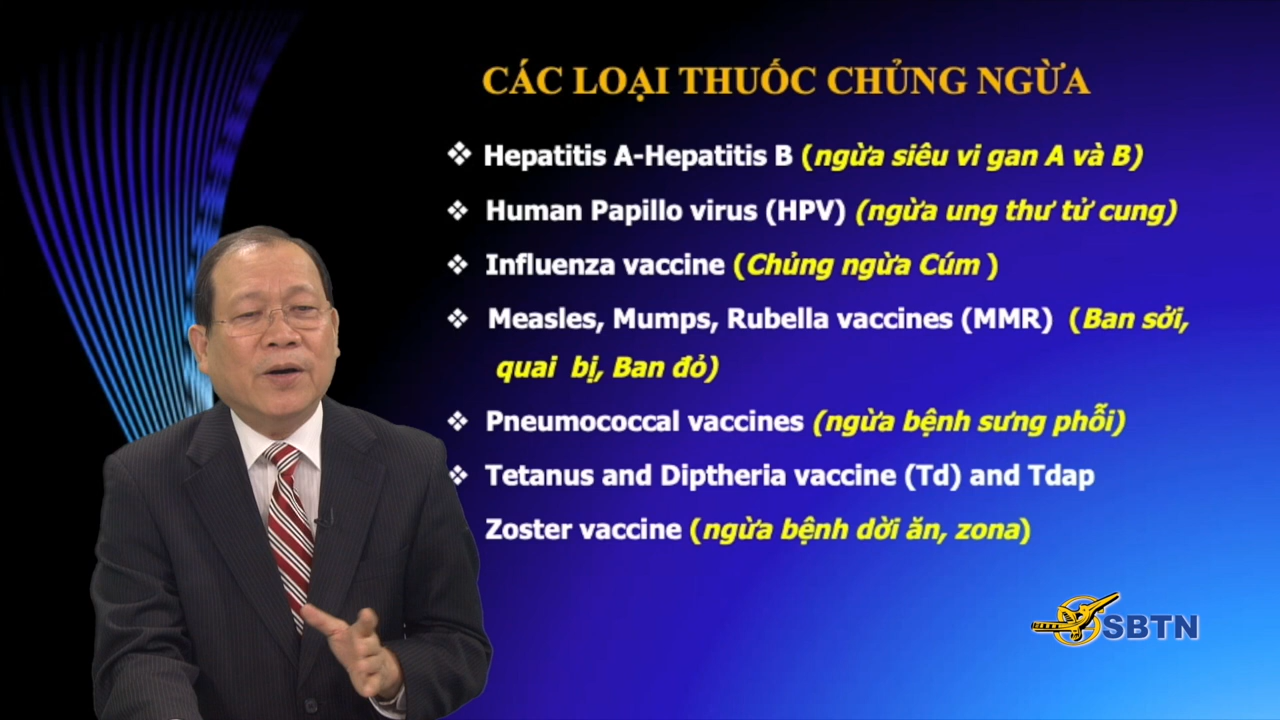 CÁC LOẠI THUỐC CHỦNG NGỪA
❖ Hepatitis A-Hepatitis B (ngừa siêu vi gan A và B)
❖ Human Papillo virus (HPV) (ngừa ung thư tử cung)
❖ Influenza vaccine (Chủng ngừa Cúm )
❖ Measles, Mumps, Rubella vaccines (MMR) (Ban sởi,
quai bị, Ban đỏ)
❖ Pneumococcal vaccines (ngừa bệnh sưng phỗi)
❖ Tetanus and Diptheria vaccine (Td) and Tdap
Zoster vaccine (ngừa bệnh dời ăn, zona)
SBTN